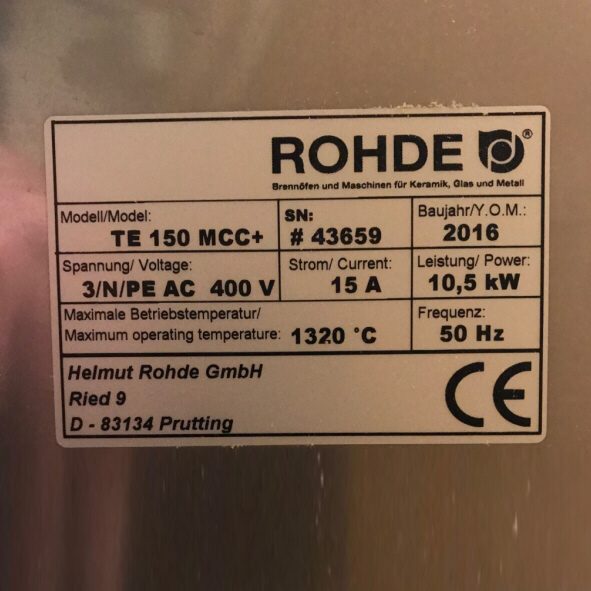 ROHDE ®
Brennöfen und Maschinen für Keramik, Glas und Metall
Modell/Model: SN: Baujahr/Y.O.M.:
TE 150 MCC+ # 43659 2016
Spannung/ Voltage: Strom/ Current: Leistung/ Power:
3/N/PE AC 400 V 15 A 10,5 kW
Maximale Betriebstemperatur/ Frequenz:
Maximum operating temperature: 1320 °C 50 Hz
Helmut Rohde GmbH
Ried 9
D - 83134 Prutting
CE